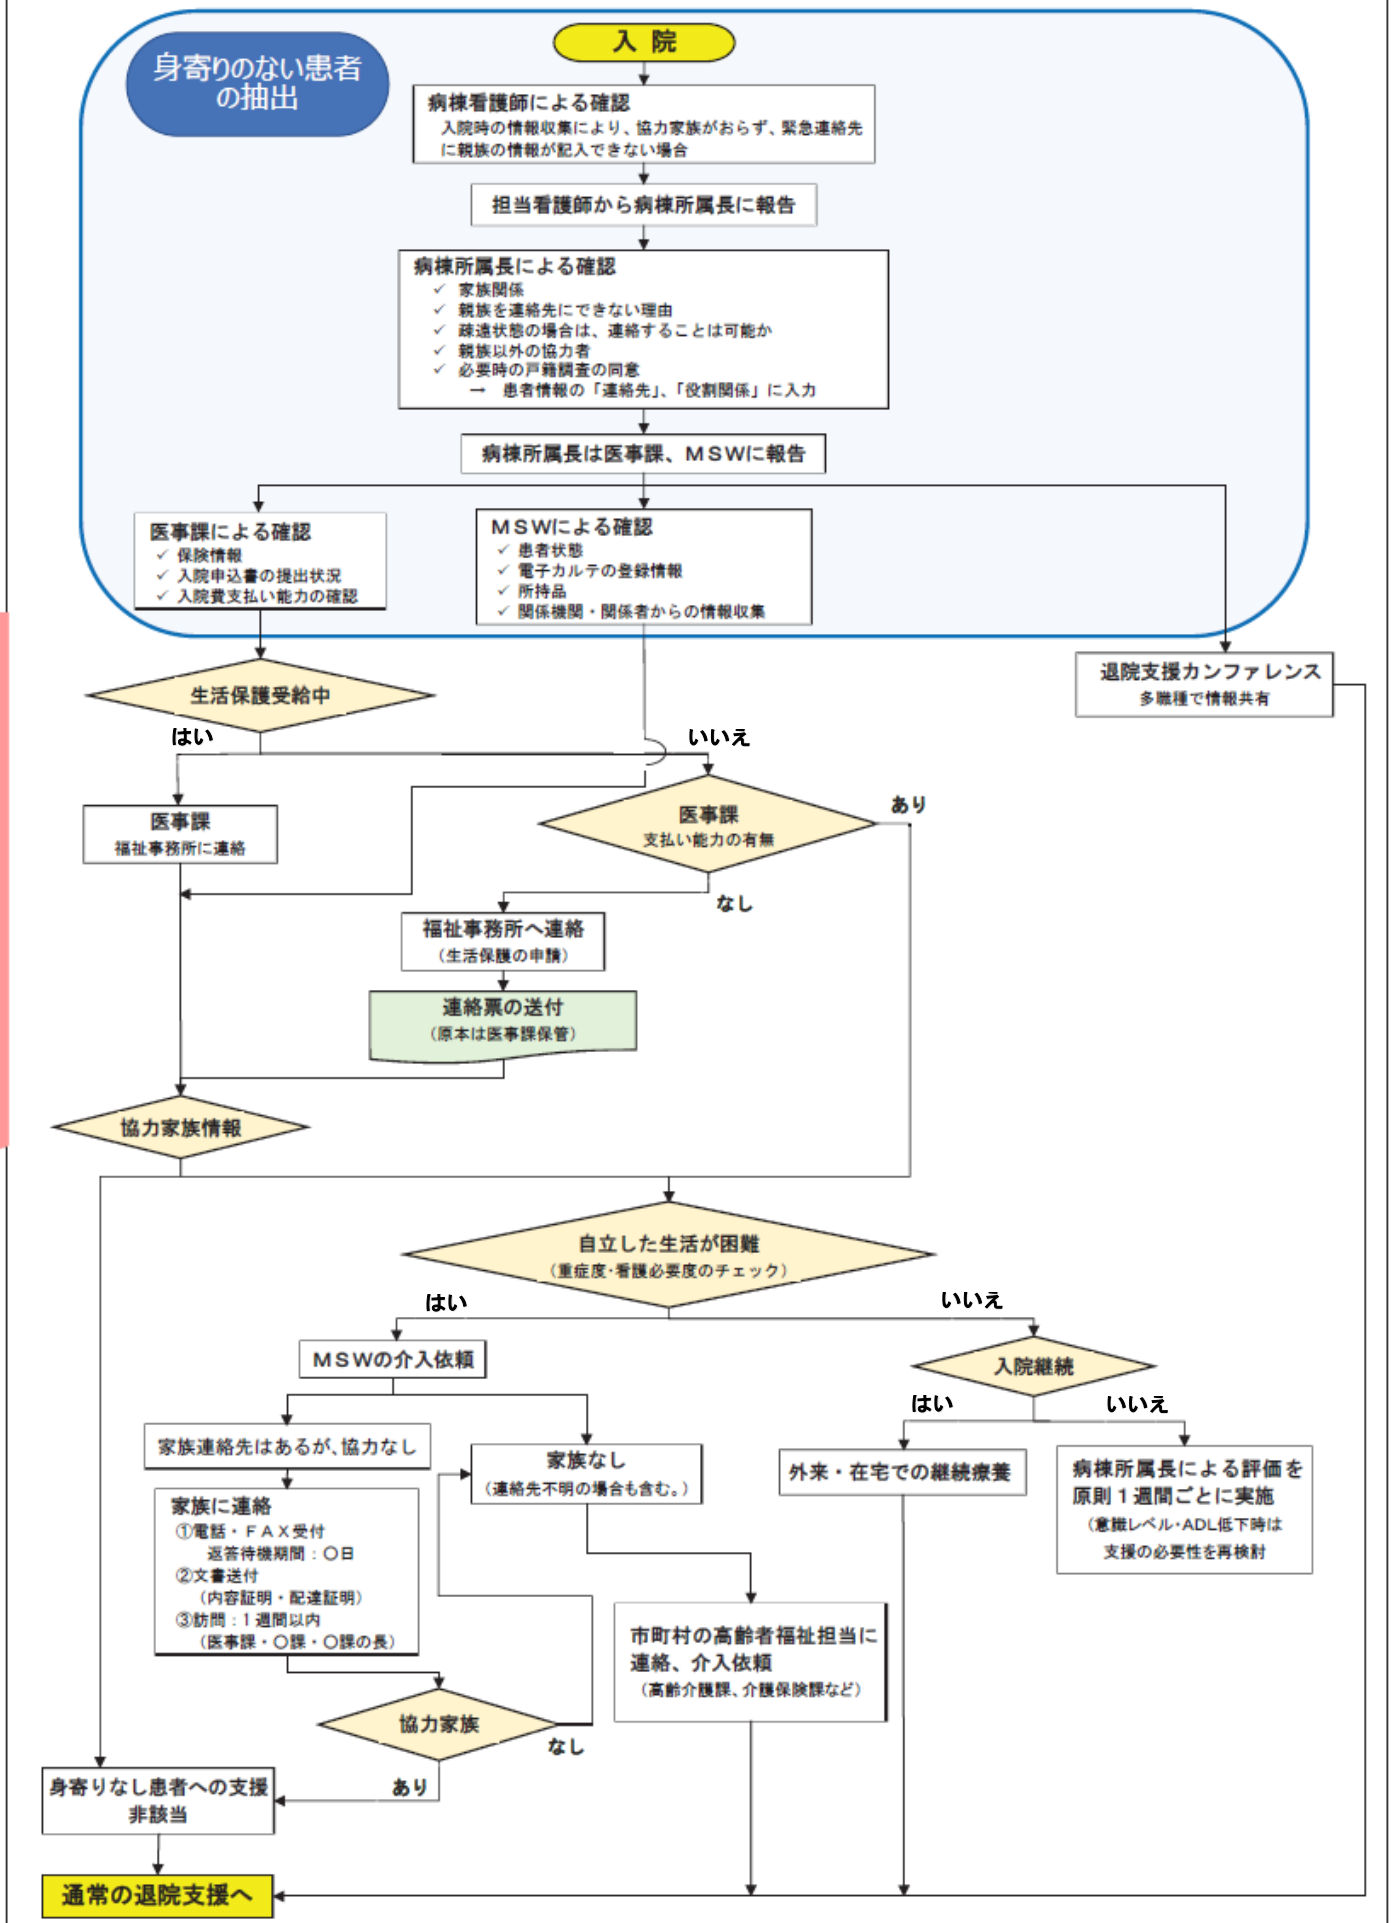 入 院
身寄りのない患者
の抽出
病棟看護師による確認
入院時の情報収集により、協力家族がおらず、緊急連絡先
に親族の情報が記入できない場合
担当看護師から病棟所属長に報告
病棟所属長による確認
✓ 家族関係
✓ 親族を連絡先にできない理由
✓ 疎遠状態の場合は、連絡することは可能か
✓ 親族以外の協力者
✓ 必要時の戸籍調査の同意
→ 患者情報の「連絡先」、「役割関係」に入力
病棟所属長は医事課、MSWに報告
医事課による確認
✓ 保険情報
✓ 入院申込書の提出状況
✓ 入院費支払い能力の確認
MSWによる確認
✓ 患者状態
✓ 電子カルテの登録情報
✓ 所持品
✓ 関係機関・関係者からの情報収集
退院支援カンファレンス
多職種で情報共有
生活保護受給中
はい
いいえ
医事課
福祉事務所に連絡
医事課
支払い能力の有無
あり
なし
福祉事務所へ連絡
(生活保護の申請)
連絡票の送付
(原本は医事課保管)
協力家族情報
自立した生活が困難
(重症度･看護必要度のチェック)
はい
いいえ
MSWの介入依頼
入院継続
はい
いいえ
家族連絡先はあるが、協力なし
家族なし
(連絡先不明の場合も含む。)
外来・在宅での継続療養
病棟所属長による評価を
原則1週間ごとに実施
(意識レベル･ADL低下時は
支援の必要性を再検討
家族に連絡
①電話・FAX受付
返答待機期間:〇日
②文書送付
(内容証明・配達証明)
③訪問:1週間以内
(医事課・〇課・〇課の長)
市町村の高齢者福祉担当に
連絡、介入依頼
(高齢介護課、介護保険課など)
協力家族
なし
あり
身寄りなし患者への支援
非該当
通常の退院支援へ